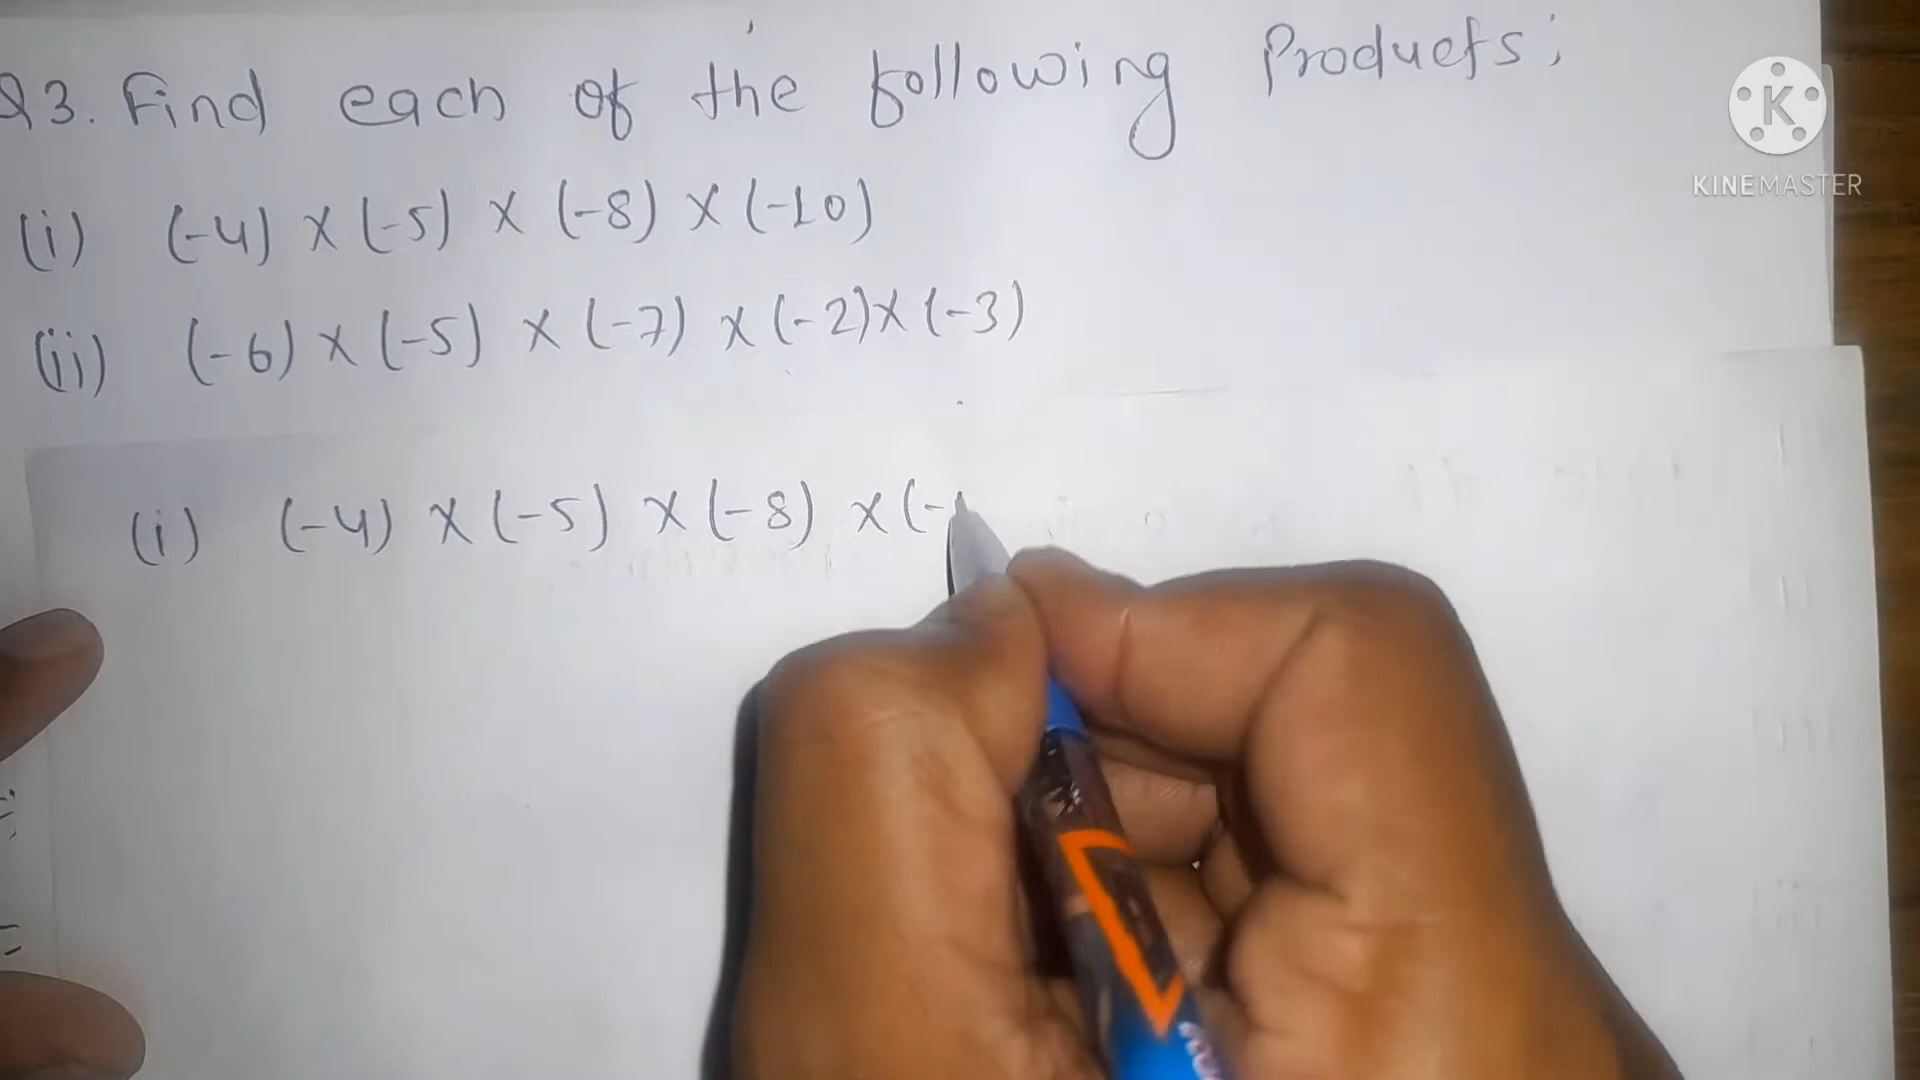 Q3. Find each of the following Products:
(i) (-4) × (-5) × (-8) × (-10)
(ii) (-6) × (-5) × (-7) × (-2) × (-3)
(i) (-4) × (-5) × (-8) × (-1
K
KINEMASTER